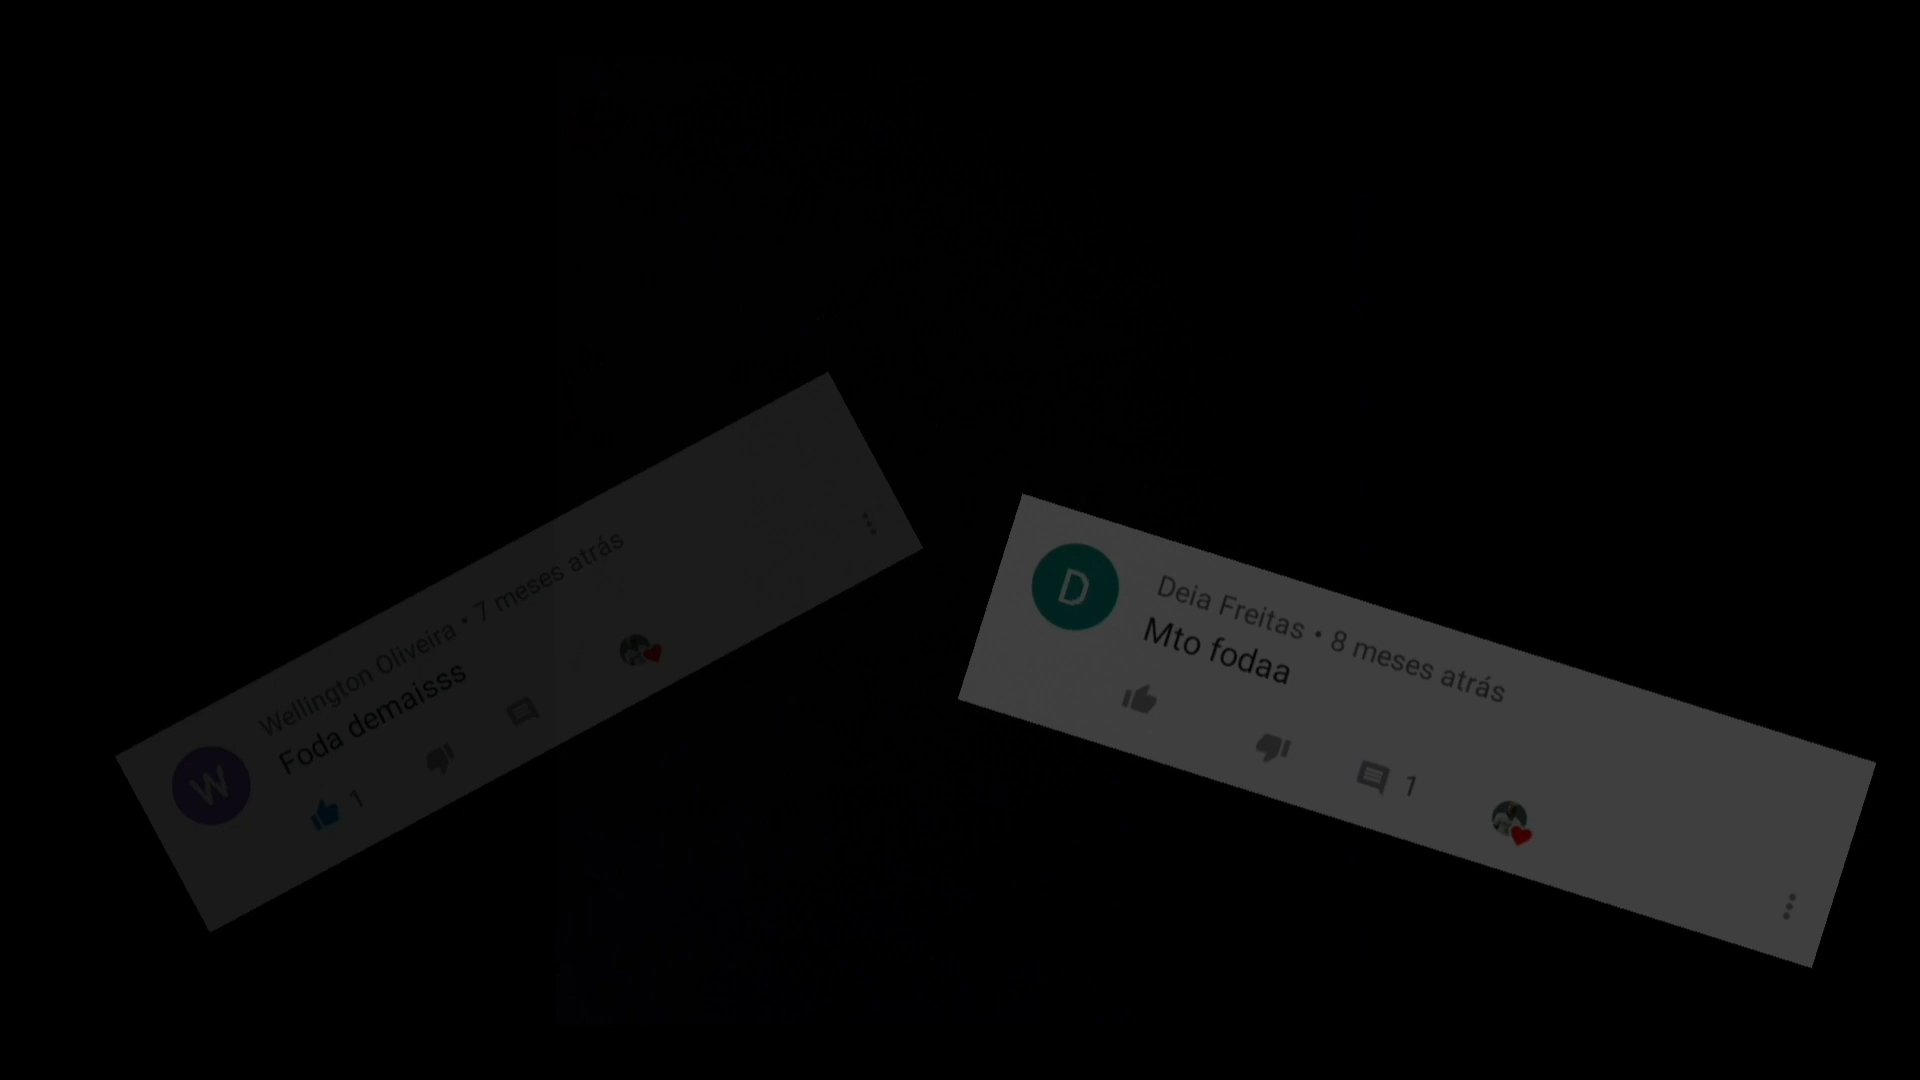 W
Wellington Oliveira • 7 meses atrás
Foda demaisss
1
D
Deia Freitas • 8 meses atrás
Mto fodaa
1